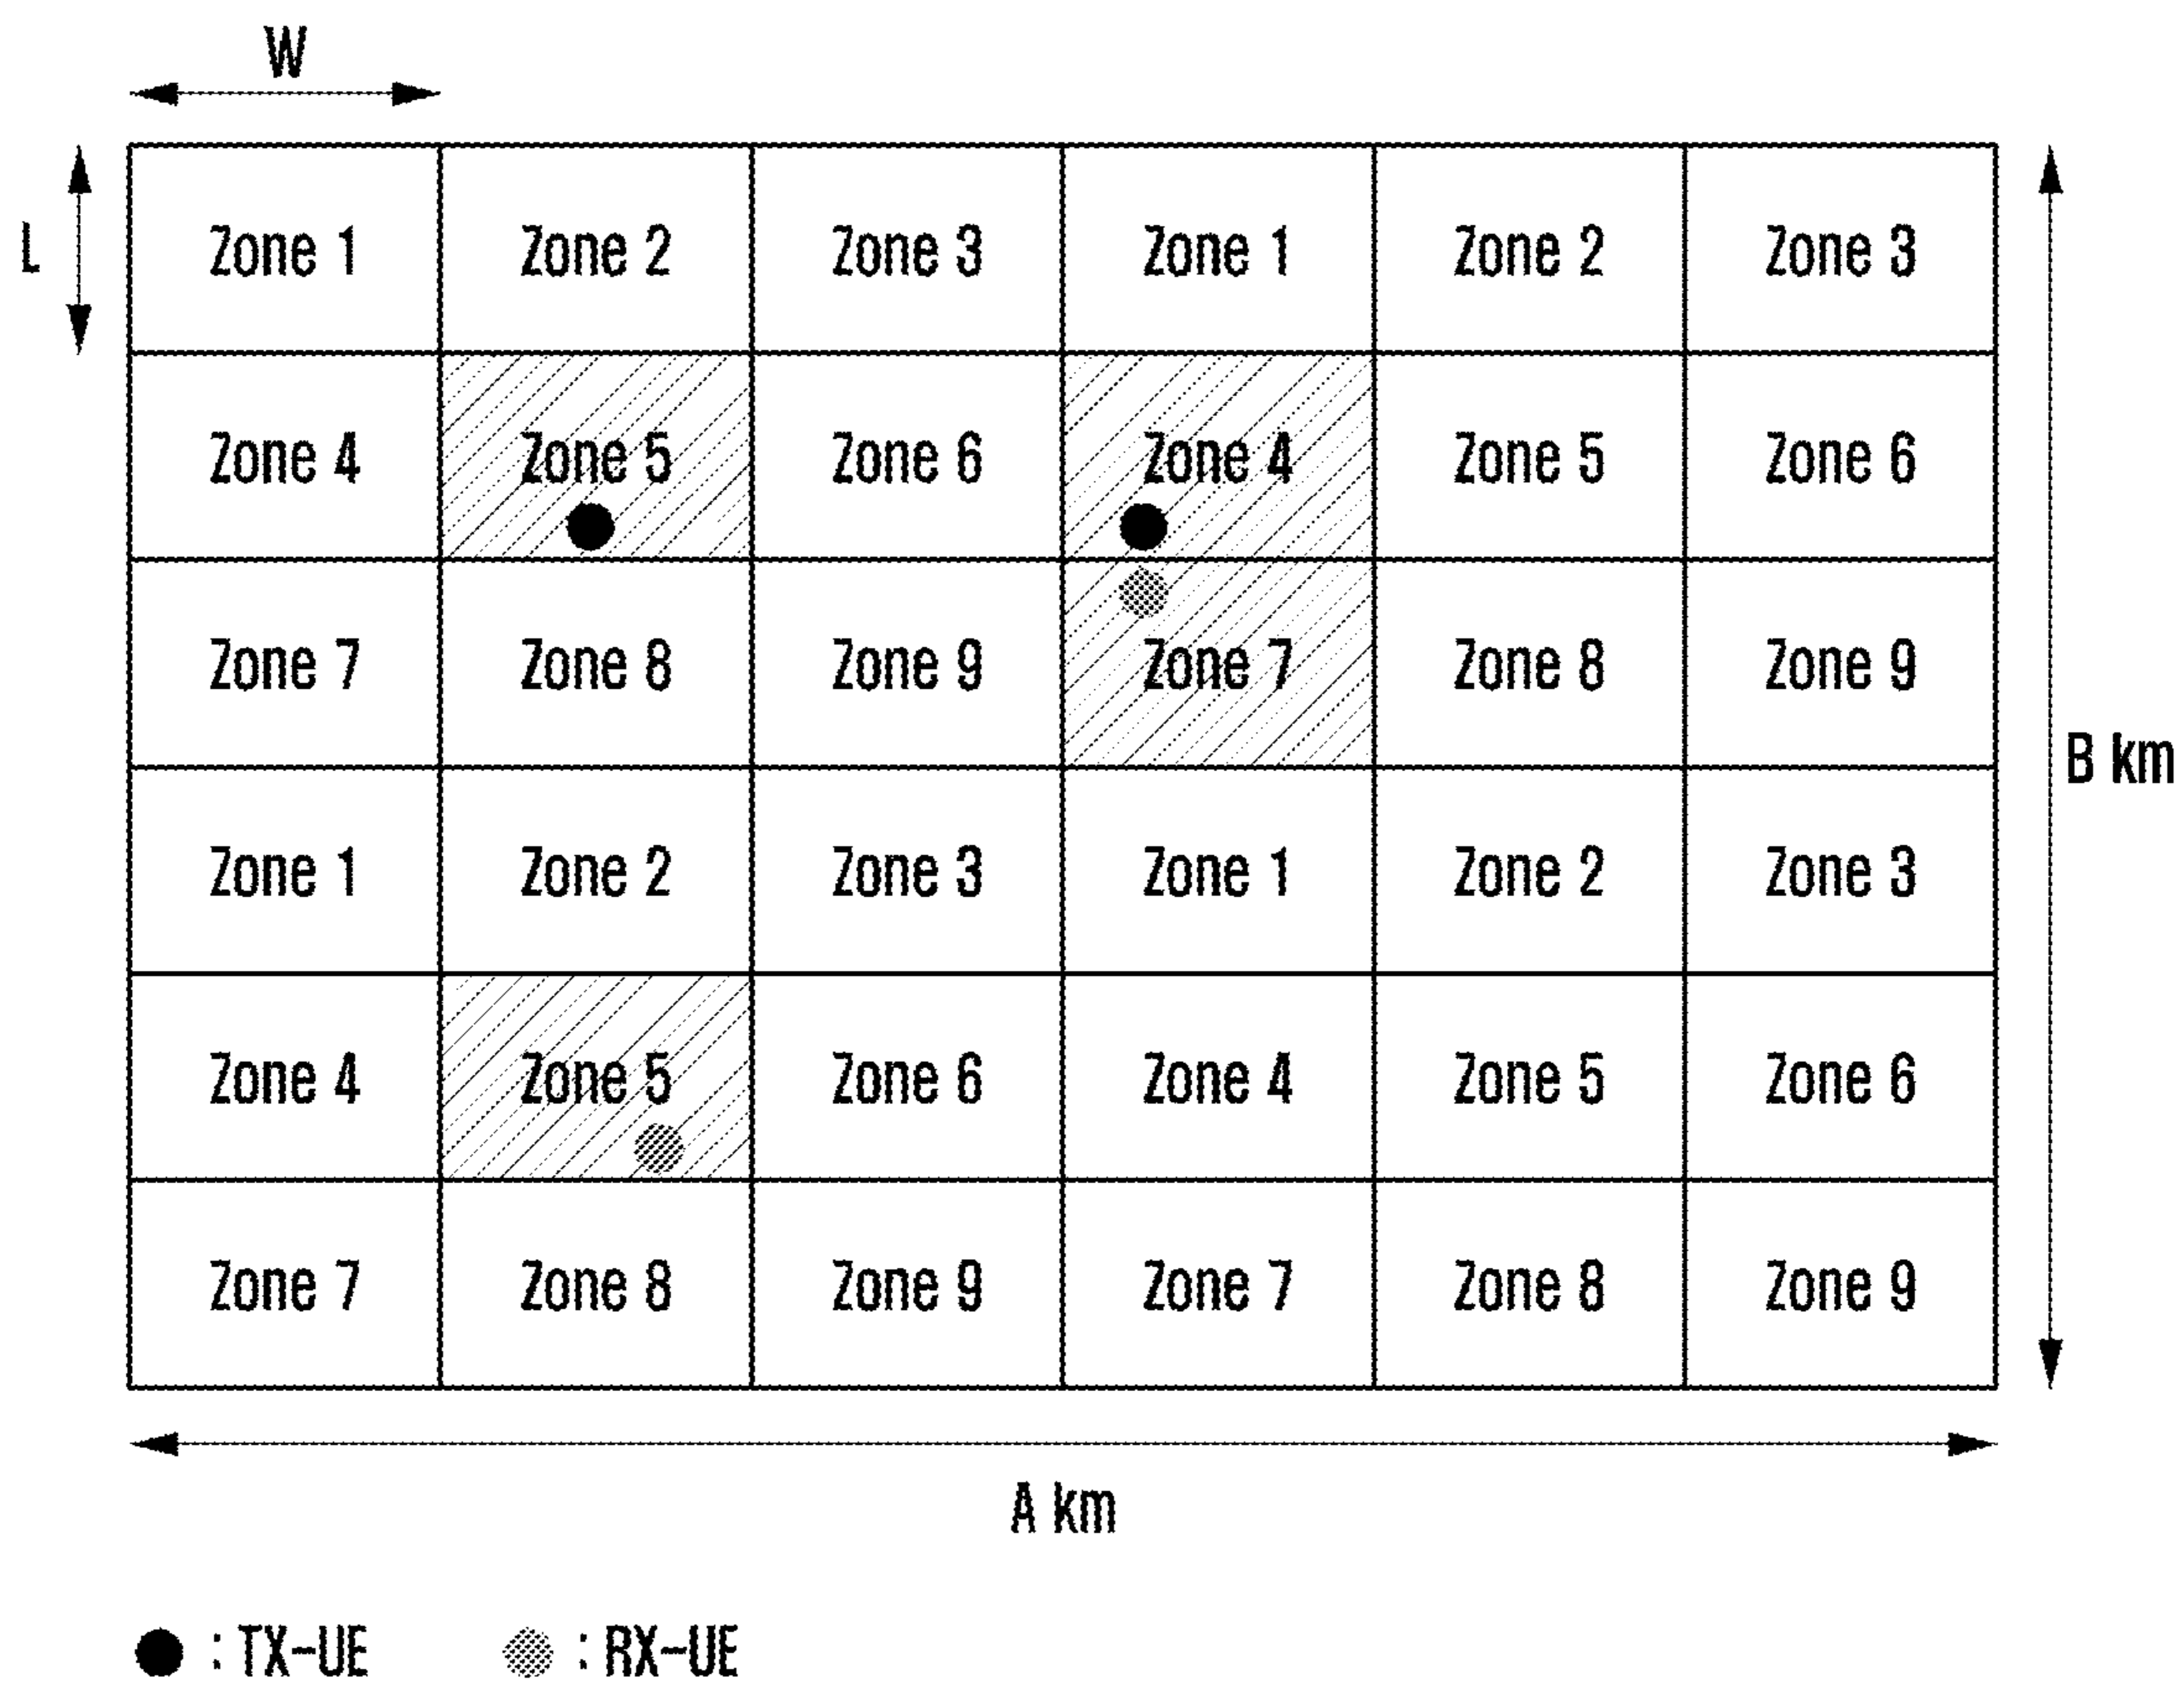 W
L
Zone 1 Zone 2 Zone 3 Zone 1 Zone 2 Zone 3
Zone 4 Zone 5 Zone 6 Zone 4 Zone 5 Zone 6
Zone 7 Zone 8 Zone 9 Zone 7 Zone 8 Zone 9
B km
Zone 1 Zone 2 Zone 3 Zone 1 Zone 2 Zone 3
Zone 4 Zone 5 Zone 6 Zone 4 Zone 5 Zone 6
Zone 7 Zone 8 Zone 9 Zone 7 Zone 8 Zone 9
A km
: TX-UE : RX-UE